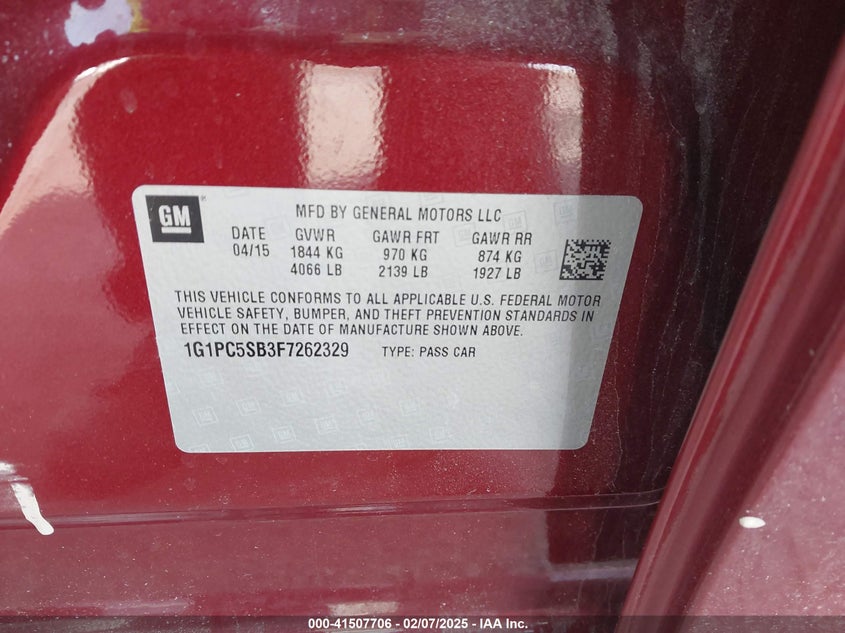 GM
MFD BY GENERAL MOTORS LLC
DATE GVWR GAWR FRT GAWR RR
04/15 1844 KG 970 KG 874 KG
4066 LB 2139 LB 1927 LB
THIS VEHICLE CONFORMS TO ALL APPLICABLE U.S. FEDERAL MOTOR
VEHICLE SAFETY, BUMPER, AND THEFT PREVENTION STANDARDS IN
EFFECT ON THE DATE OF MANUFACTURE SHOWN ABOVE.
1G1PC5SB3F7262329 TYPE: PASS CAR
000-41507706 - 02/07/2025 - IAA Inc.